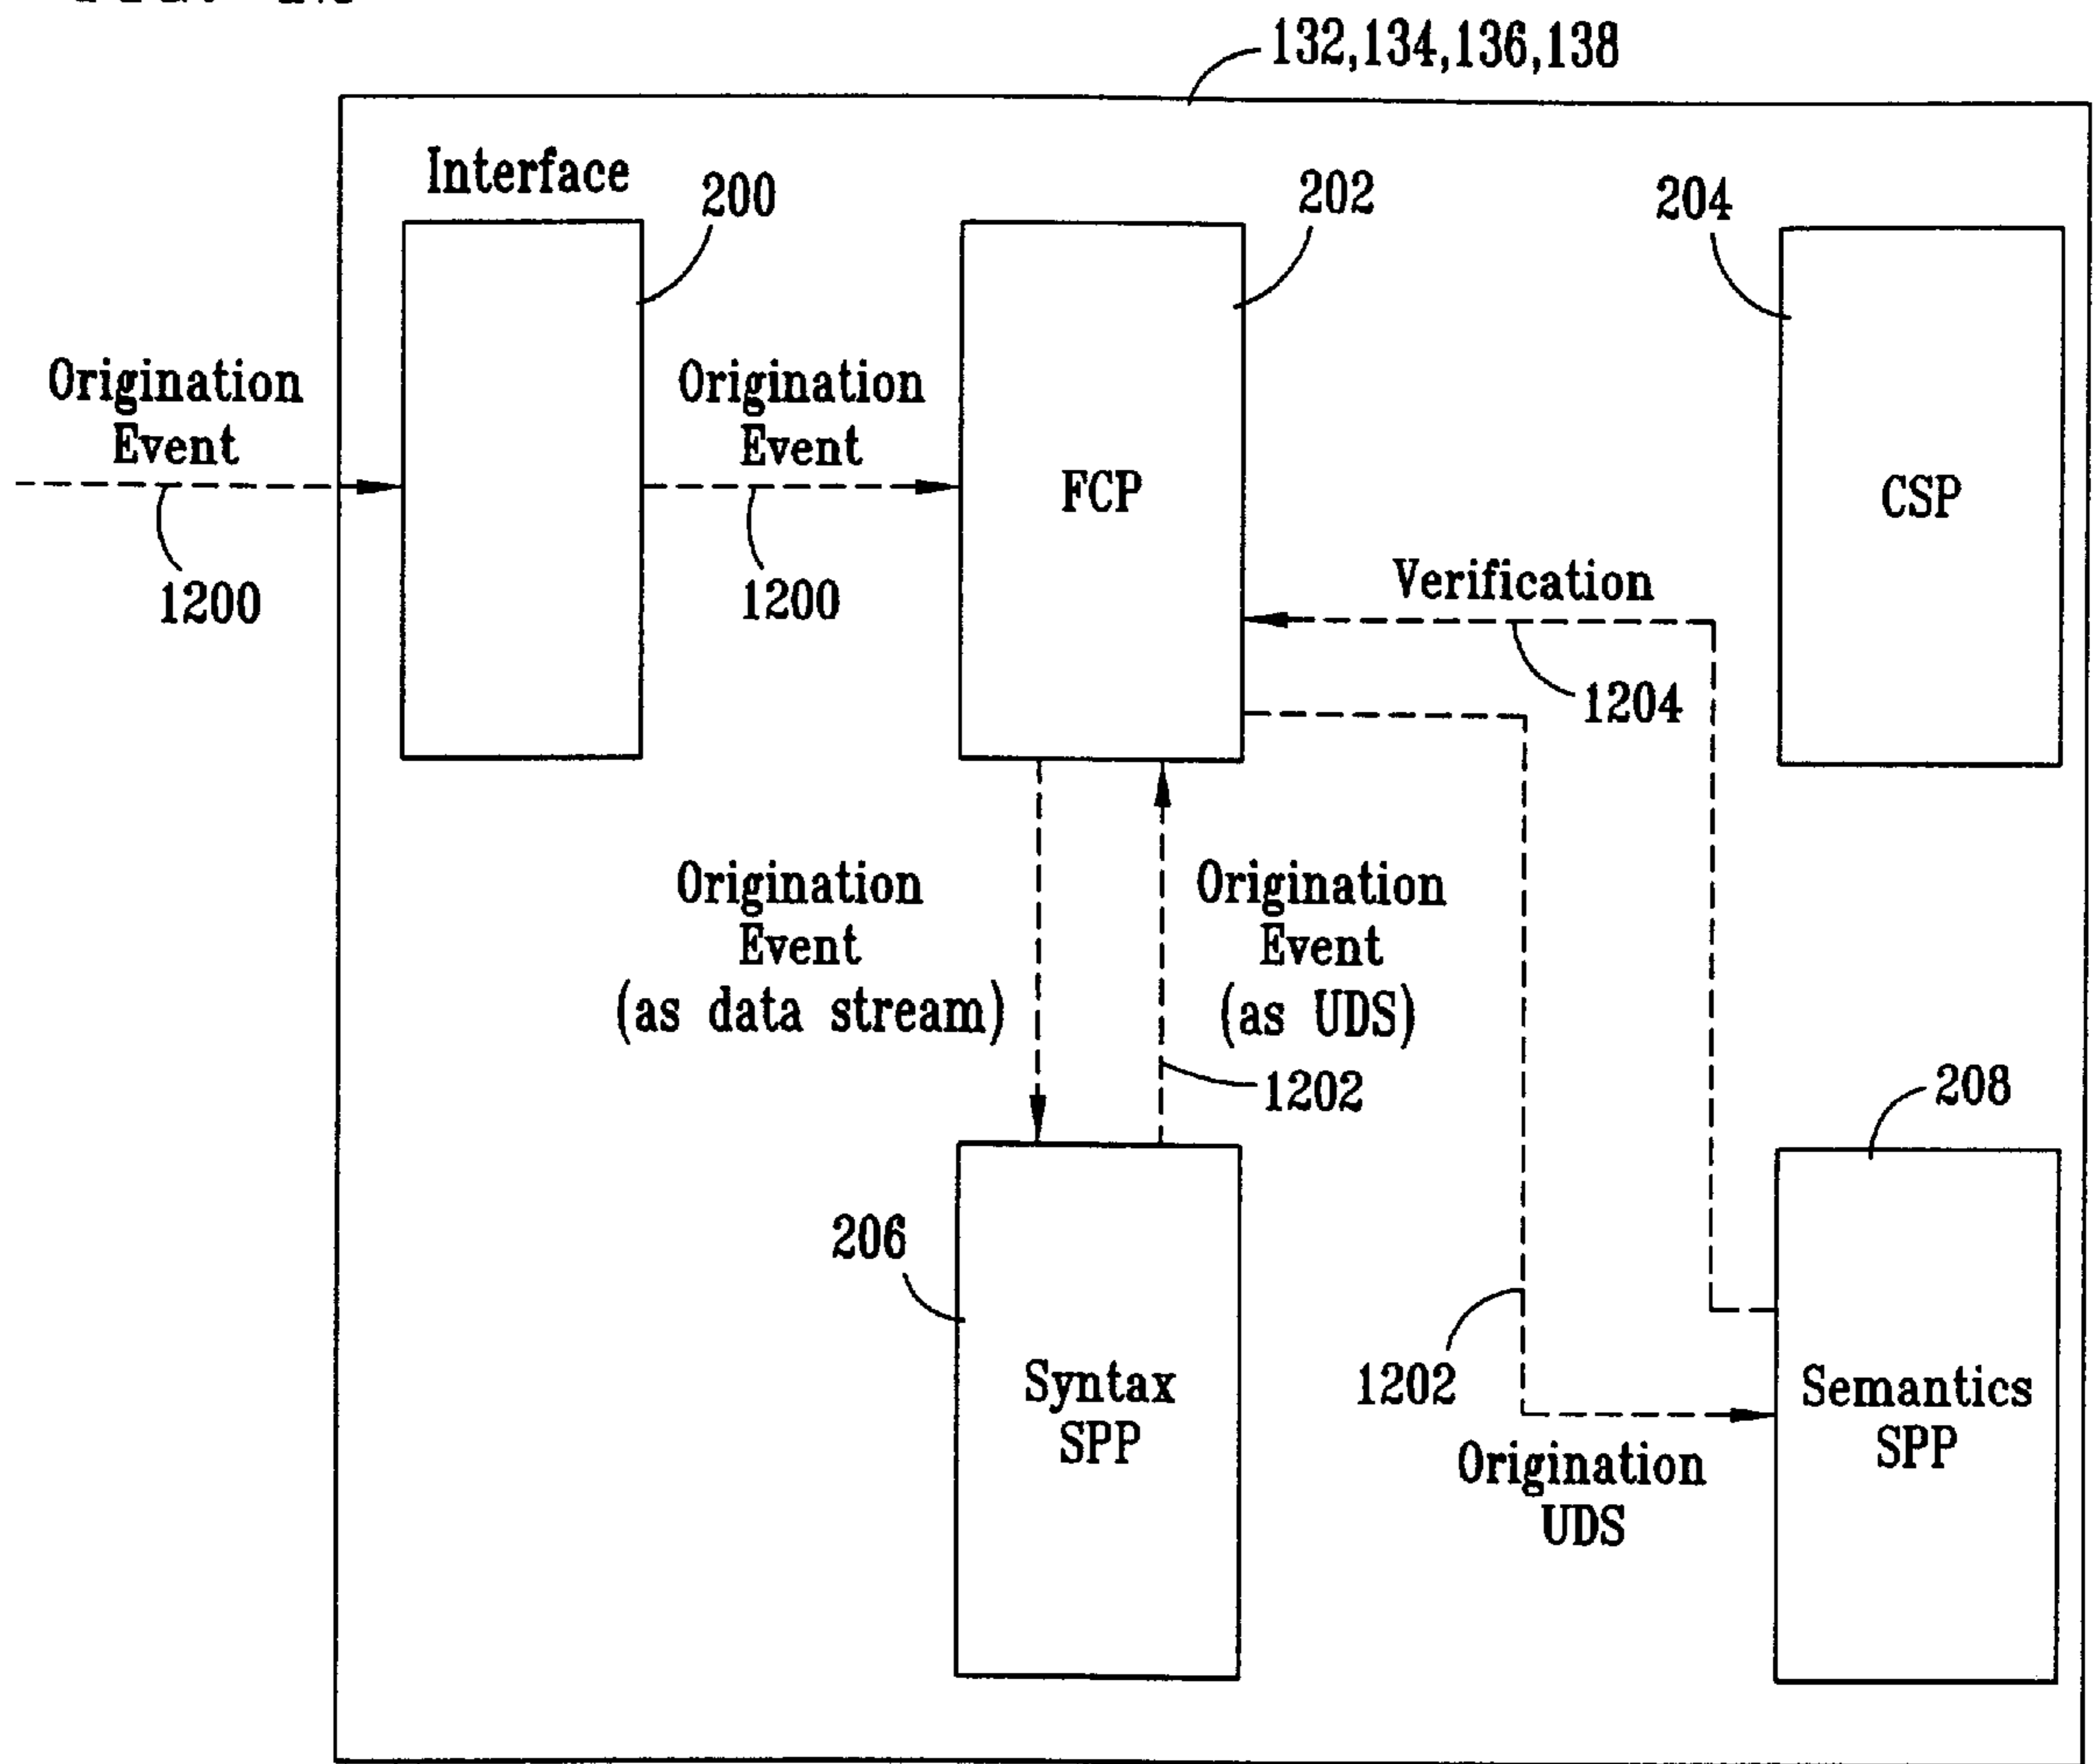 132,134,136,138
Interface
200
202
204
Origination
Event
1200
Origination
Event
1200
FCP
CSP
Verification
1204
Origination
Event
(as data stream)
Origination
Event
(as UDS)
1202
208
206
Syntax
SPP
1202
Origination
UDS
Semantics
SPP